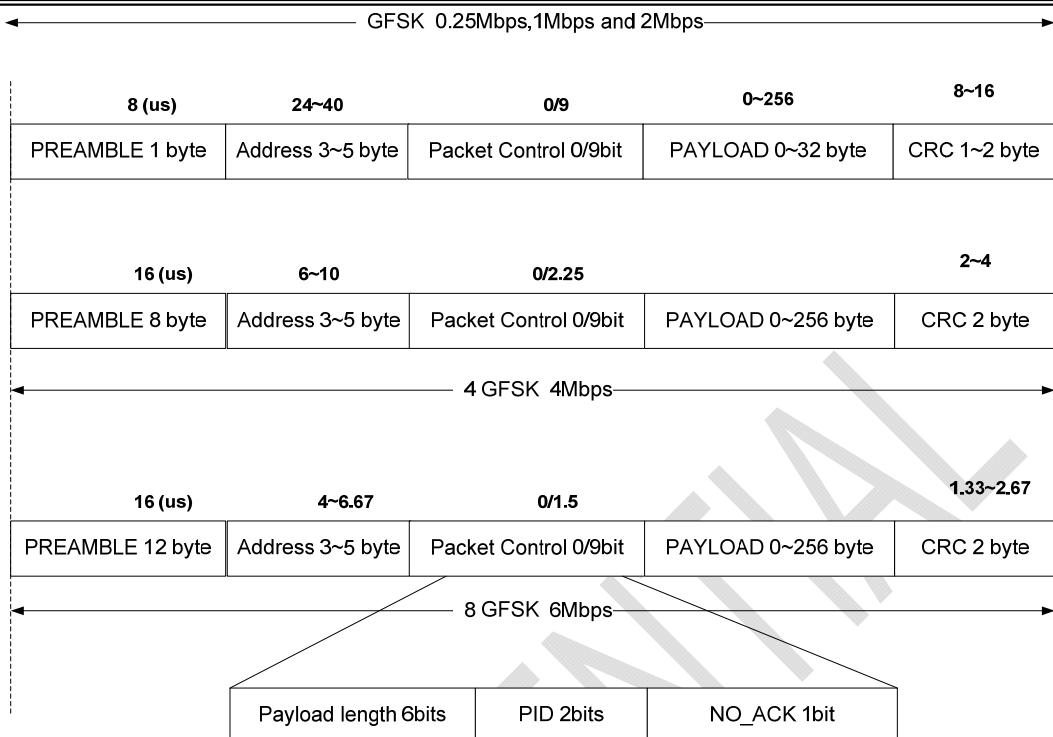 GFSK 0.25Mbps,1Mbps and 2Mbps
8 (us) 24~40 0/9 0~256 8~16
PREAMBLE 1 byte Address 3~5 byte Packet Control 0/9bit PAYLOAD 0~32 byte CRC 1~2 byte
16 (us) 6~10 0/2.25 2~4
PREAMBLE 8 byte Address 3~5 byte Packet Control 0/9bit PAYLOAD 0~256 byte CRC 2 byte
4 GFSK 4Mbps
16 (us) 4~6.67 0/1.5 1.33~2.67
PREAMBLE 12 byte Address 3~5 byte Packet Control 0/9bit PAYLOAD 0~256 byte CRC 2 byte
8 GFSK 6Mbps
Payload length 6bits PID 2bits NO_ACK 1bit
ENTIAL